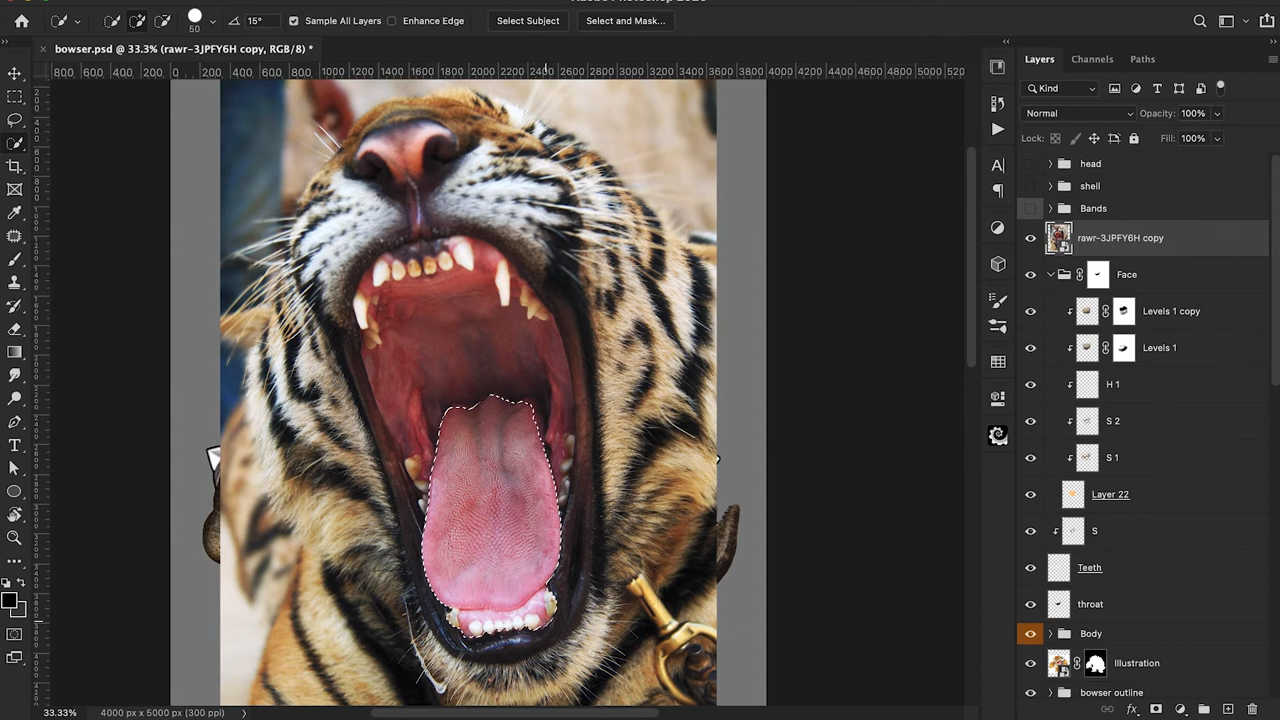 50
15°
Sample All Layers
Enhance Edge
Select Subject
Select and Mask...
bowser.psd @ 33.3% (rawr-3JPFY6H copy, RGB/8) *
800 600 400 200 0 200 400 600 800 1000 1200 1400 1600 1800 2000 2200 2400 2600 2800 3000 3200 3400 3600 3800 4000 4200 4400 4600 4800 5000 520
Layers
Channels
Paths
Kind
Normal
Opacity: 100%
Lock:
Fill: 100%
head
shell
Bands
rawr-3JPFY6H copy
Face
Levels 1 copy
Levels 1
H 1
S 2
S 1
Layer 22
S
Teeth
throat
Body
Illustration
bowser outline
33.33%
4000 px x 5000 px (300 ppi)